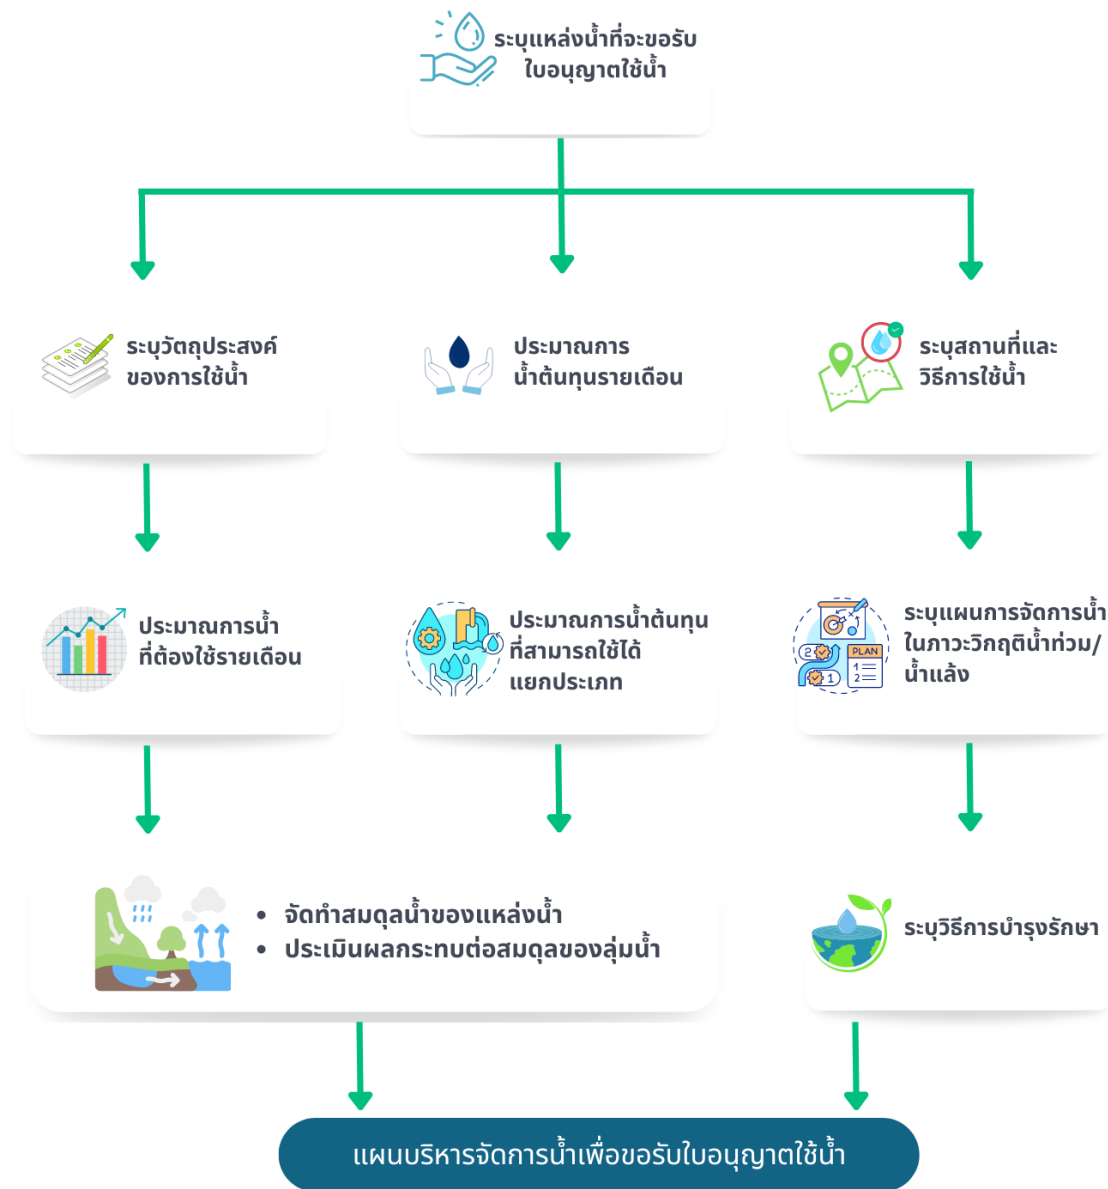 ระบุแหล่งน้ำที่จะขอรับ
ใบอนุญาตใช้น้ำ
ระบุวัตถุประสงค์
ของการใช้น้ำ
ประมาณการ
น้ำต้นทุนรายเดือน
ระบุสถานที่และ
วิธีการใช้น้ำ
ประมาณการน้ำ
ที่ต้องใช้รายเดือน
ประมาณการน้ำต้นทุน
ที่สามารถใช้ได้
แยกประเภท
2
1
PLAN
1
2
ระบุแผนการจัดการน้ำ
ในภาวะวิกฤติน้ำท่วม/
น้ำแล้ง
• จัดทำสมดุลน้ำของแหล่งน้ำ
• ประเมินผลกระทบต่อสมดุลของลุ่มน้ำ
ระบุวิธีการบำรุงรักษา
แผนบริหารจัดการน้ำเพื่อขอรับใบอนุญาตใช้น้ำ